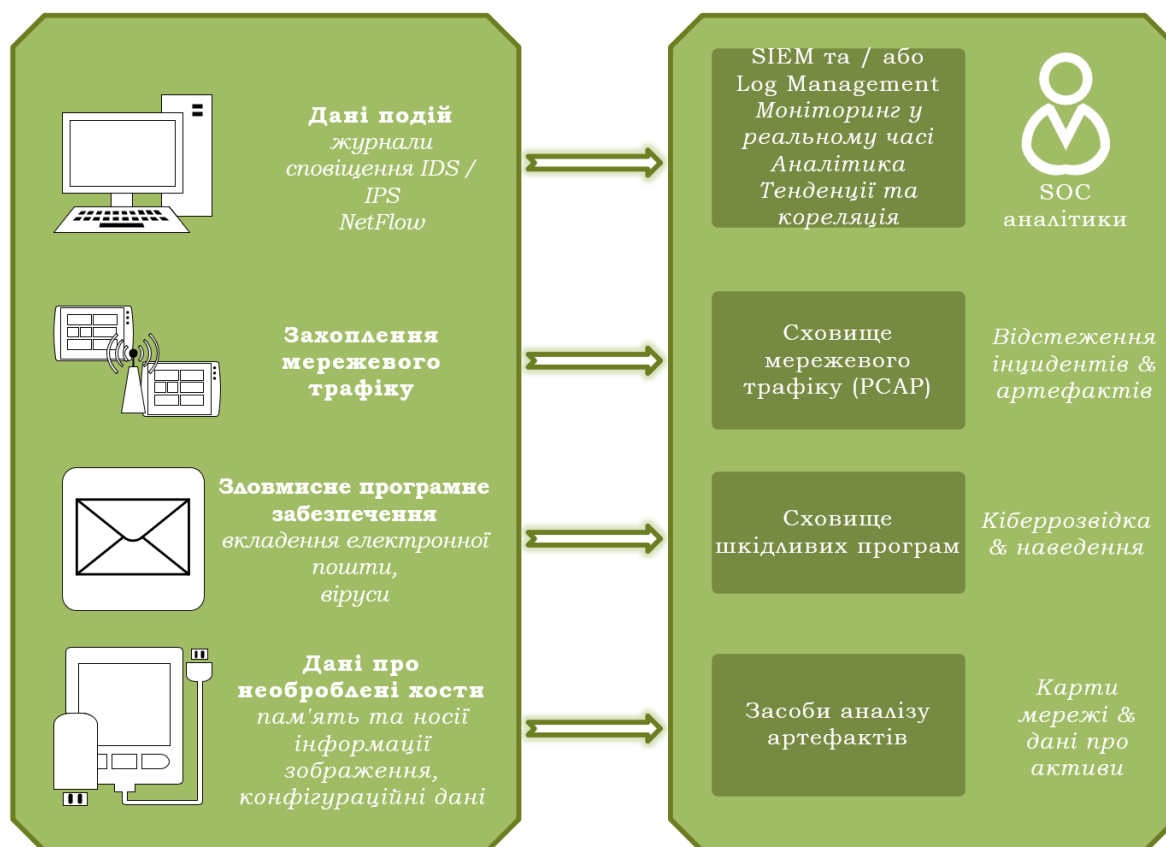 Дані подій
журнали
сповіщення IDS /
IPS
NetFlow
SIEM та / або
Log Management
Моніторинг у
реальному часі
Аналітика
Тенденції та
кореляція
SOC
аналітики
Захоплення
мережевого
трафіку
Сховище
мережевого
трафіку (PCAP)
Відстеження
інцидентів &
артефактів
Зловмисне програмне
забезпечення
вкладення електронної
пошти,
віруси
Сховище
шкідливих програм
Кіберрозвідка
& наведення
Дані про
необроблені хости
пам'ять та носії
інформації
зображення,
конфігураційні дані
Засоби аналізу
артефактів
Карти
мережі &
дані про
активи